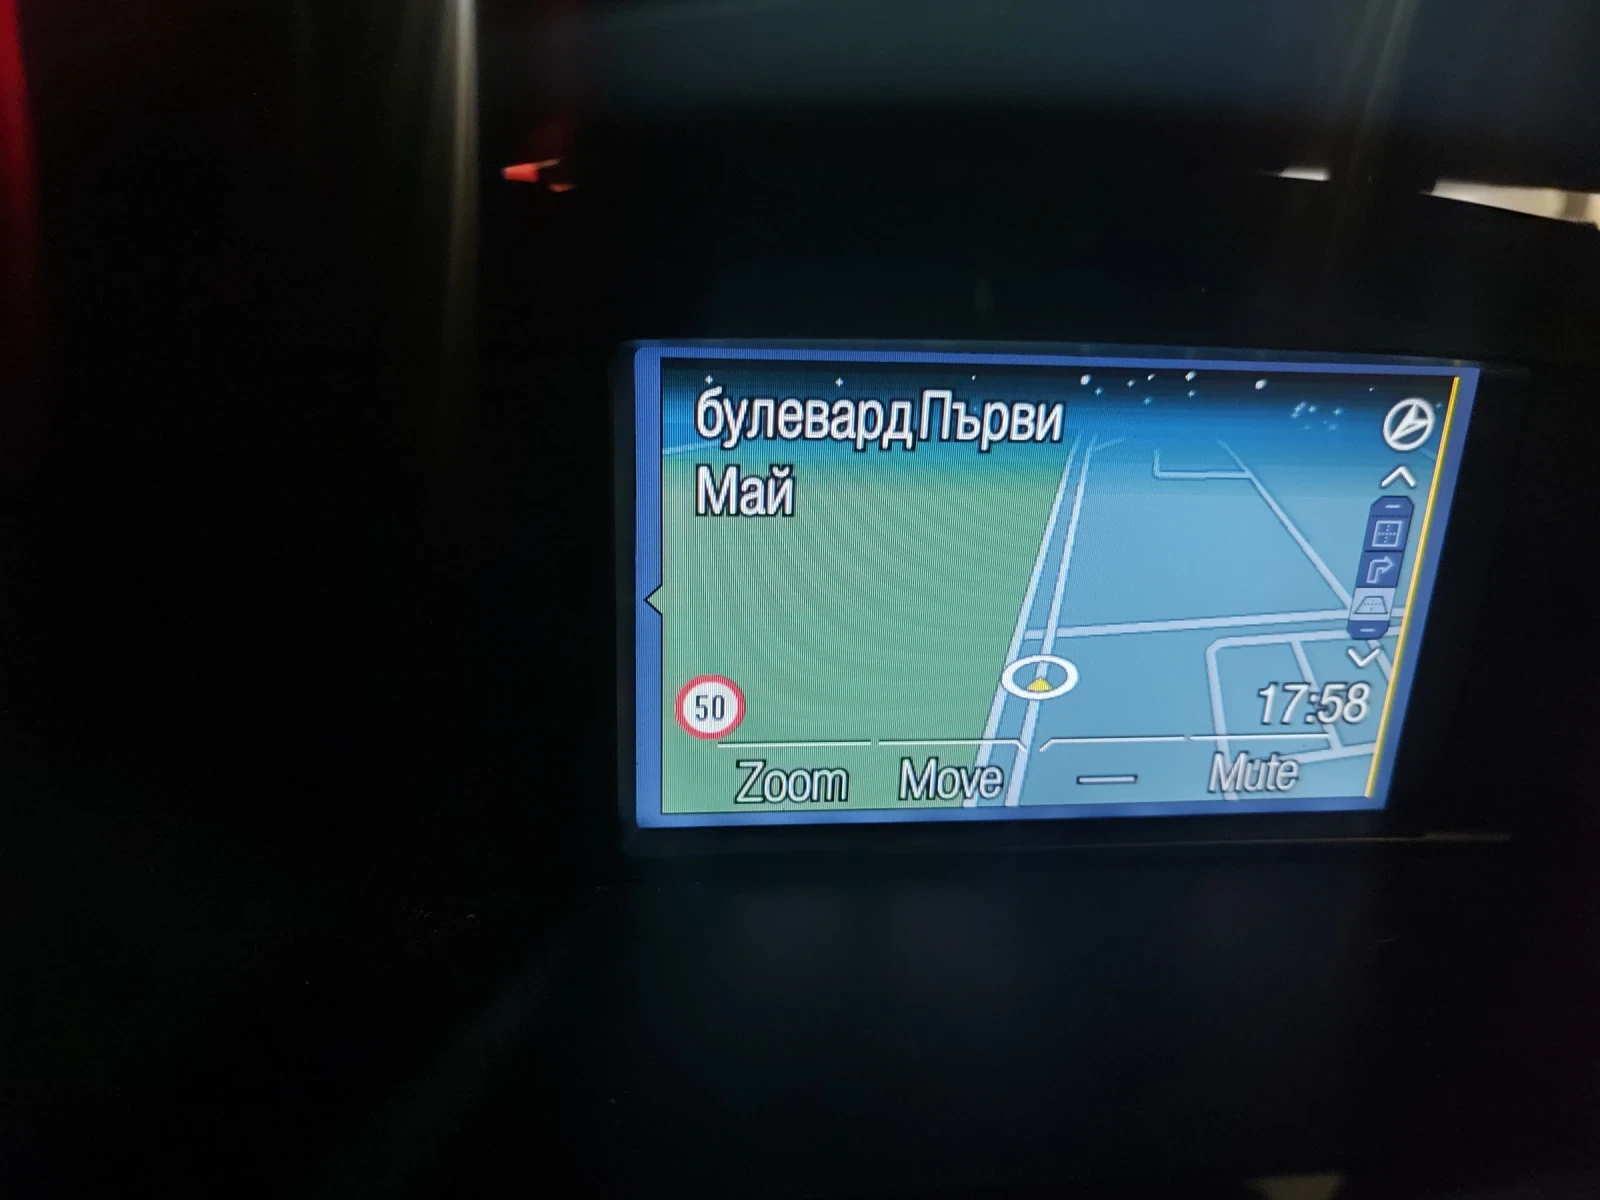 булевард Първи
Май
50
17:58
Zoom Move Mute